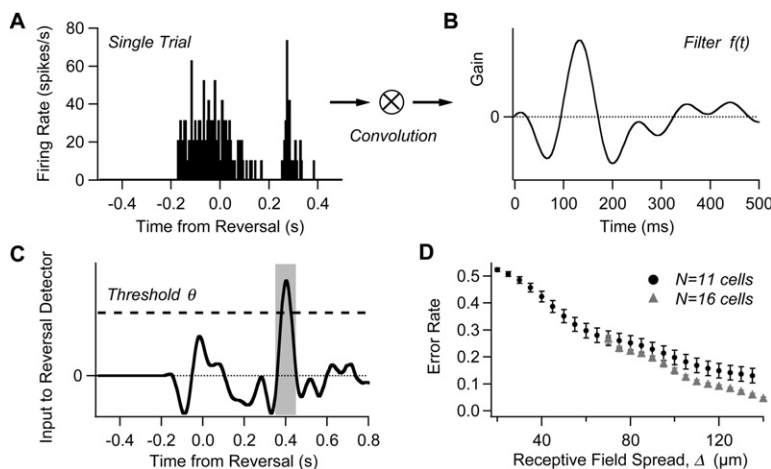 A
Single Trial
Firing Rate (spikes/s)
80
60
40
20
0
-0.4 -0.2 0.0 0.2 0.4
Time from Reversal (s)
Convolution
B
Filter f(t)
Gain
0
0 100 200 300 400 500
Time (ms)
C
Threshold θ
Input to Reversal Detector
0
-0.4 -0.2 0.0 0.2 0.4 0.6 0.8
Time from Reversal (s)
D
N=11 cells
N=16 cells
Error Rate
0.5
0.4
0.3
0.2
0.1
0.0
40 80 120
Receptive Field Spread, Δ (μm)